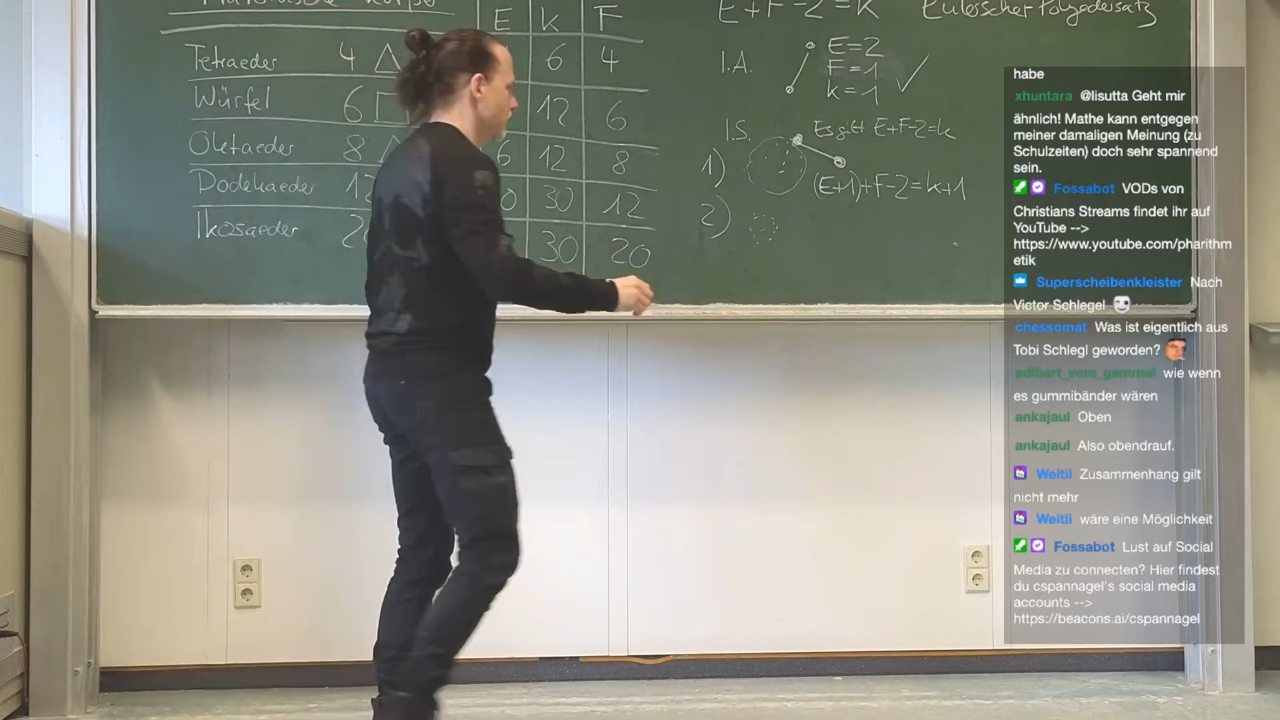 Platonische Körper
E K F
Tetraeder 4 △ 6 4
Würfel 6 □ 12 6
Oktaeder 8 △ 6 12 8
Dodekaeder 12 0 30 12
Ikosaeder 20 30 20
E+F-2=K Eulerscher Polyedersatz
I.A. E=2
F=1
K=1 ✓
I.S. Es gilt E+F-2=k
1) (E+1)+F-2=k+1
2)
habe
xhuntara @lisutta Geht mir
ähnlich! Mathe kann entgegen
meiner damaligen Meinung (zu
Schulzeiten) doch sehr spannend
sein.
Fossabot VODs von
Christians Streams findet ihr auf
YouTube -->
https://www.youtube.com/pharithm
etik
Superscheibenkleister Nach
Victor Schlegel
chessomat Was ist eigentlich aus
Tobi Schlegl geworden?
adibart_vom_gammel wie wenn
es gummibänder wären
ankajaul Oben
ankajaul Also obendrauf.
Weltii Zusammenhang gilt
nicht mehr
Weltii wäre eine Möglichkeit
Fossabot Lust auf Social
Media zu connecten? Hier findest
du cspannagel's social media
accounts -->
https://beacons.ai/cspannagel